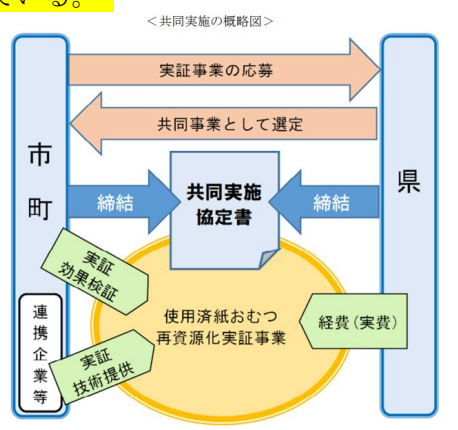 ている。
＜共同実施の概略図＞
実証事業の応募
共同事業として選定
市町
県
締結
共同実施
協定書
締結
実証
効果検証
使用済紙おむつ
再資源化実証事業
経費(実費)
連携企業等
実証
技術提供